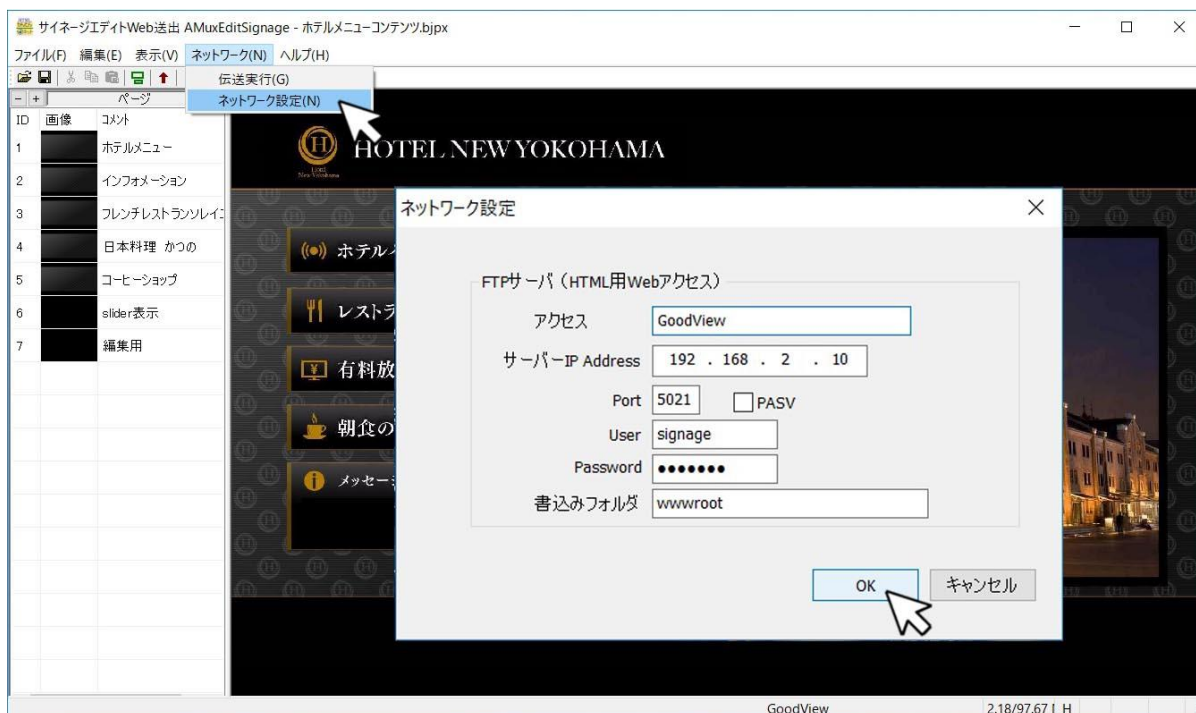 サイネージエディトWeb送出 AMuxEditSignage - ホテルメニューコンテンツ.bjpx
ファイル(F) 編集(E) 表示(V) ネットワーク(N) ヘルプ(H)
伝送実行(G)
ネットワーク設定(N)
- + ページ
ID 画像 コメント
1 ホテルメニュー
2 インフォメーション
3 フレンチレストランソレイ
4 日本料理 かつの
5 コーヒーショップ
6 slider表示
7 編集用
HOTEL NEW YOKOHAMA
ホテル
レストラ
有料放
朝食の
メッセー
ネットワーク設定
FTPサーバ(HTML用Webアクセス)
アクセス GoodView
サーバーIP Address 192 . 168 . 2 . 10
Port 5021 PASV
User signage
Password ●●●●●●●
書込みフォルダ wwwroot
OK キャンセル
GoodView 2.18/97.67 H